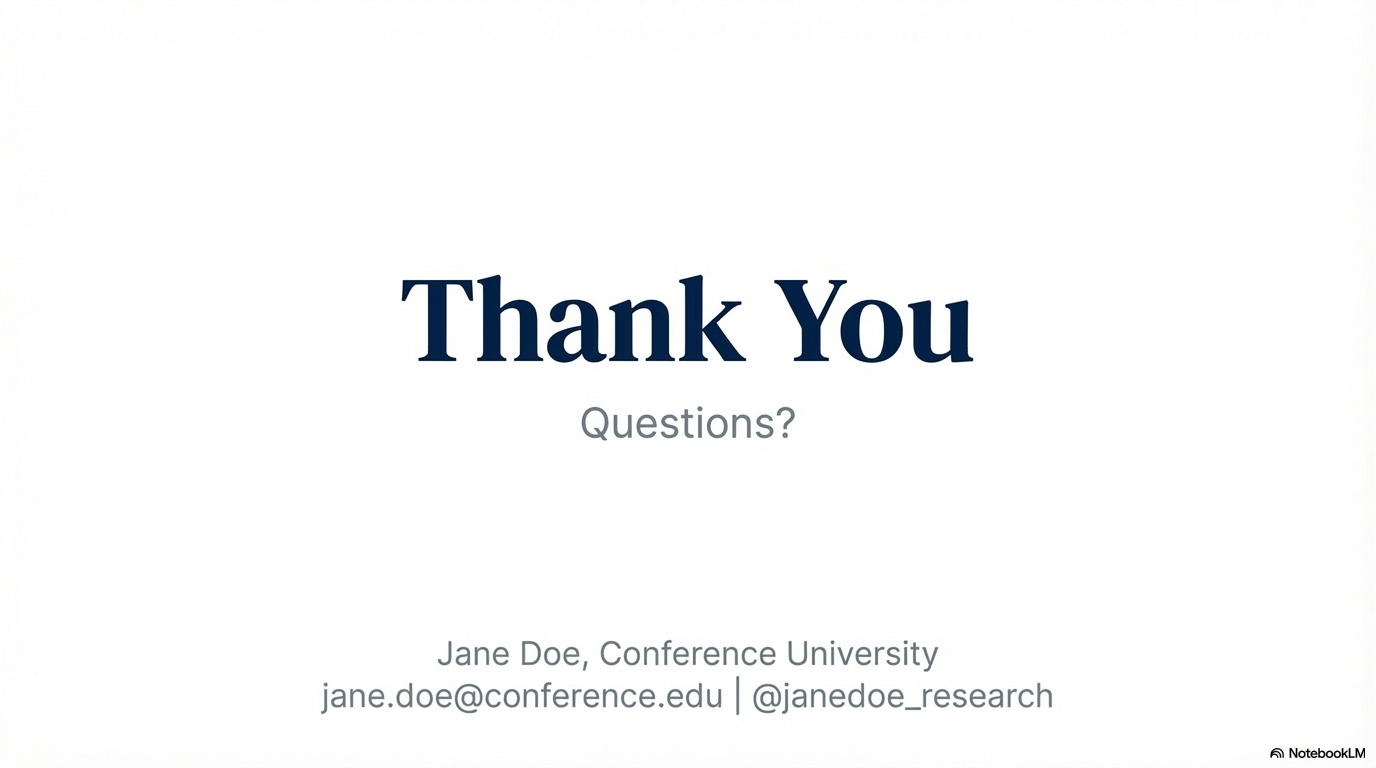 Thank You
Questions?
Jane Doe, Conference University
jane.doe@conference.edu | @janedoe_research
NotebookLM